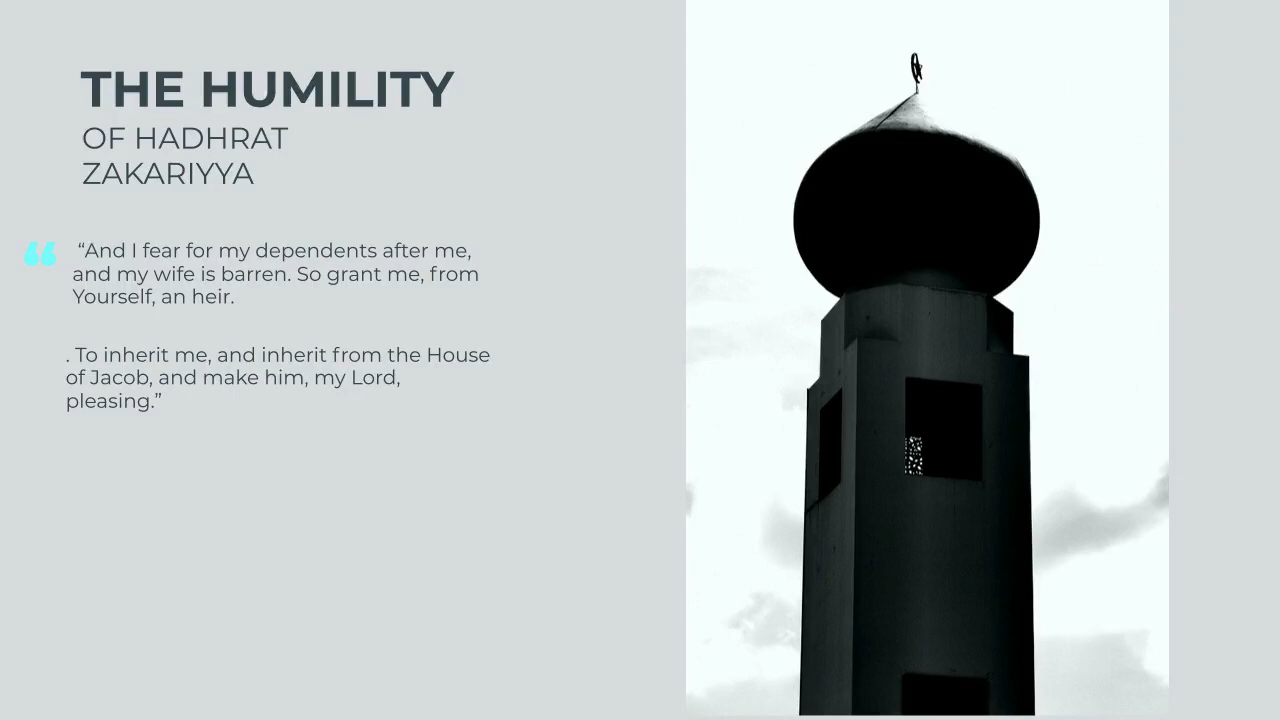 THE HUMILITY
OF HADHRAT
ZAKARIYYA
“
“And I fear for my dependents after me,
and my wife is barren. So grant me, from
Yourself, an heir.
. To inherit me, and inherit from the House
of Jacob, and make him, my Lord,
pleasing.”